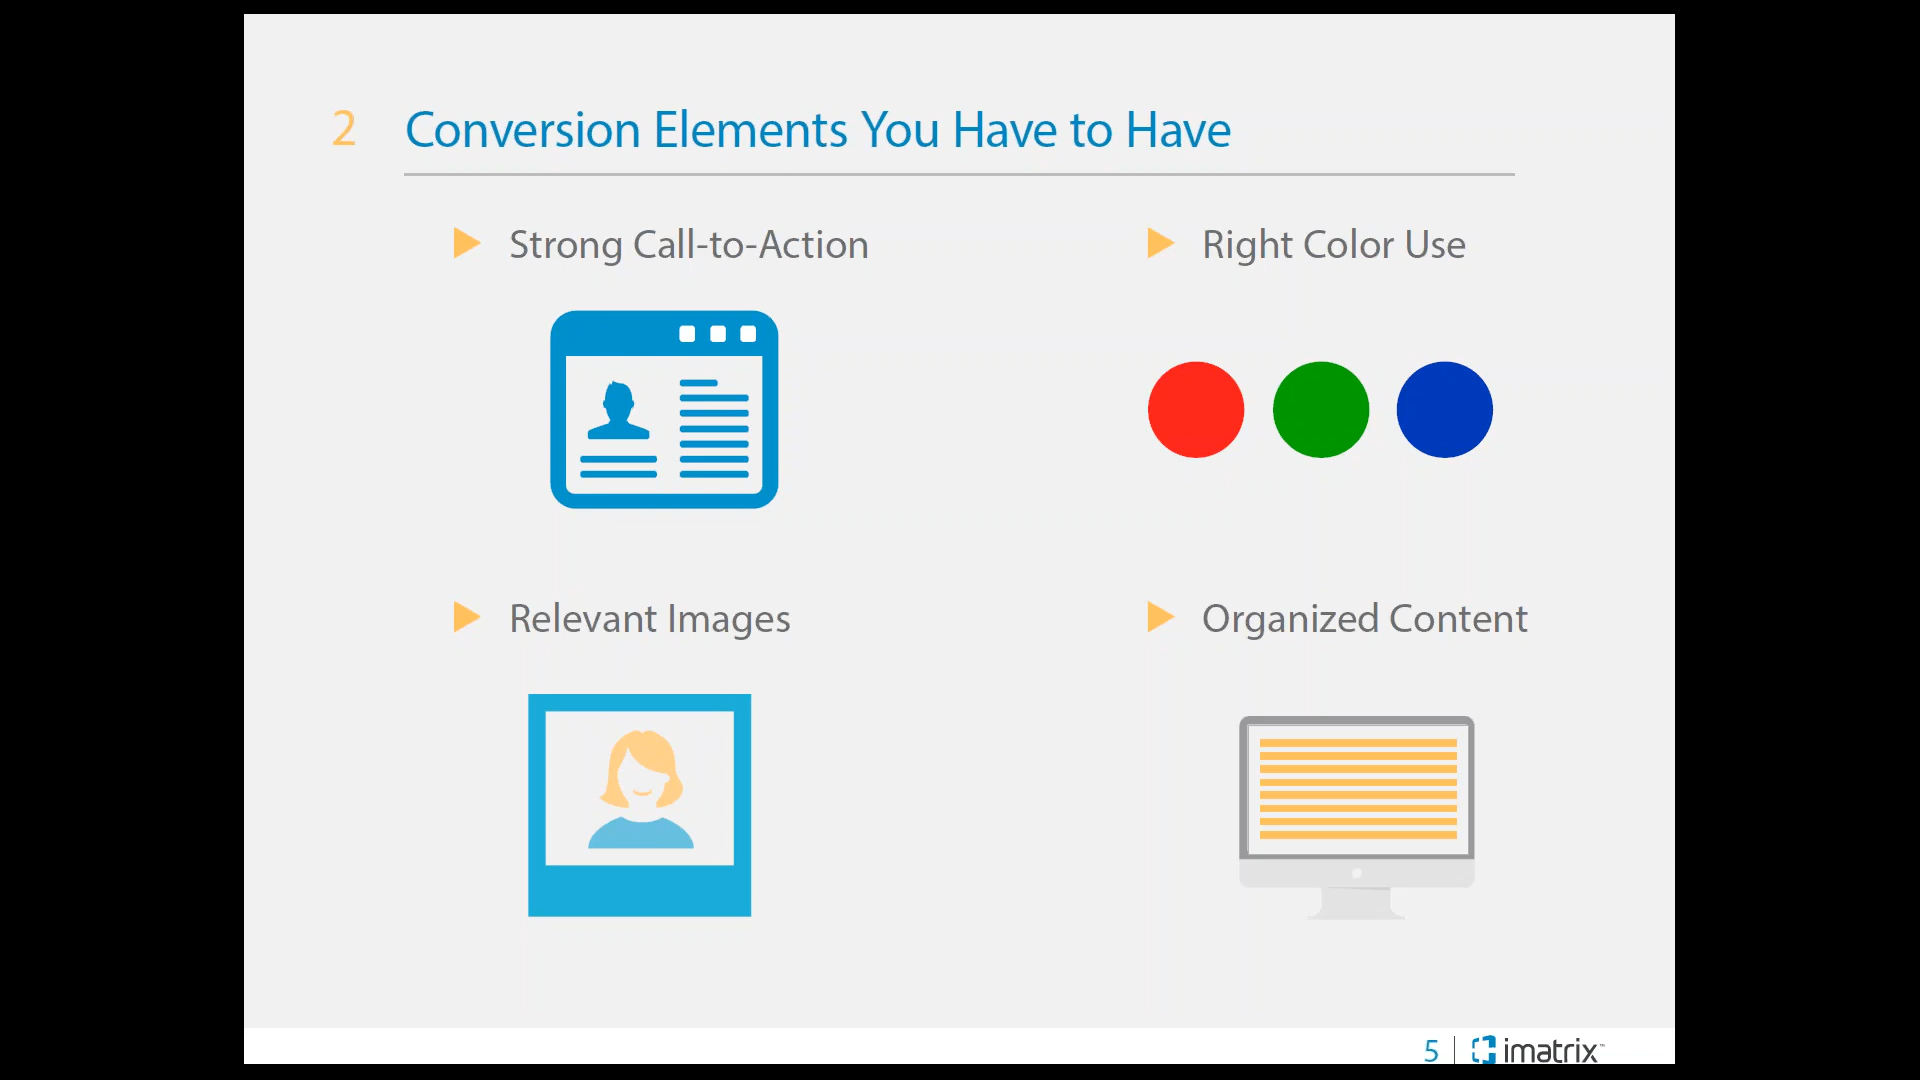 2 Conversion Elements You Have to Have
Strong Call-to-Action
Right Color Use
Relevant Images
Organized Content
5 imatrix™